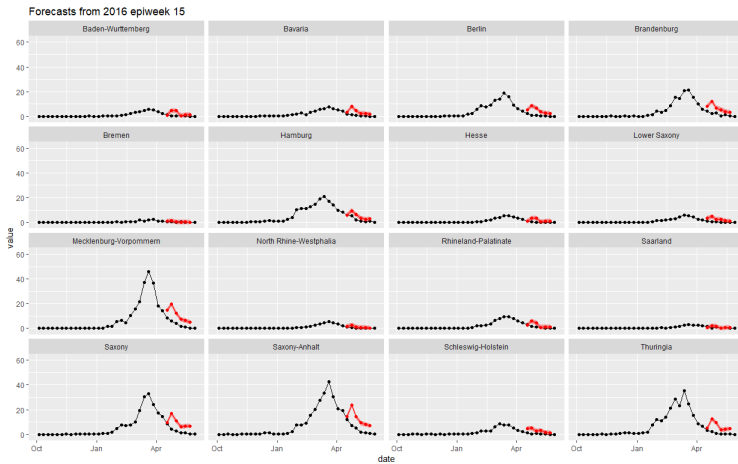 Forecasts from 2016 epiweek 15
Baden-Wurttemberg Bavaria Berlin Brandenburg
60
40
20
0
Bremen Hamburg Hesse Lower Saxony
60
40
20
0
value
Mecklenburg-Vorpommern North Rhine-Westphalia Rhineland-Palatinate Saarland
60
40
20
0
Saxony Saxony-Anhalt Schleswig-Holstein Thuringia
60
40
20
0
Oct Jan Apr Oct Jan Apr Oct Jan Apr Oct Jan Apr
date